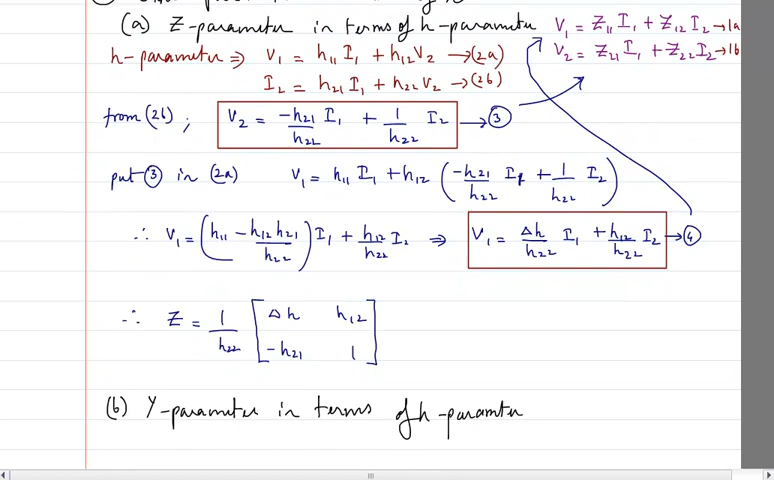 (a) Z-parameter in terms of h-parameter V₁ = Z₁₁ I₁ + Z₁₂ I₂ → 1a
V₂ = Z₂₁ I₁ + Z₂₂ I₂ → 1b
h-parameter ⇒ V₁ = h₁₁ I₁ + h₁₂ V₂ → (2a)
I₂ = h₂₁ I₁ + h₂₂ V₂ → (2b)
from (2b) ; V₂ = -h₂₁/h₂₂ I₁ + 1/h₂₂ I₂ → ③
put ③ in (2a) V₁ = h₁₁ I₁ + h₁₂ ( -h₂₁/h₂₂ I₁ + 1/h₂₂ I₂ )
∴ V₁ = ( h₁₁ - h₁₂ h₂₁/h₂₂ ) I₁ + h₁₂/h₂₂ I₂ ⇒ V₁ = Δh/h₂₂ I₁ + h₁₂/h₂₂ I₂ → ④
∴ Z = 1/h₂₂ [ Δh h₁₂
-h₂₁ 1 ]
(b) Y-parameter in terms of h-paramter